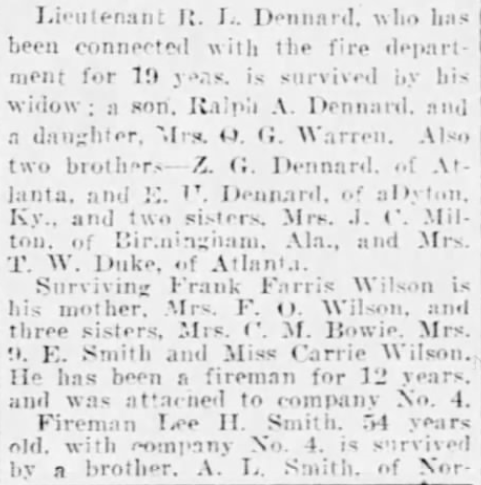 Lieutenant R. L. Dennard, who has
been connected with the fire depart-
ment for 19 yeas, is survived by his
widow; a son, Ralph A. Dennard, and
a daughter, Mrs. O. G. Warren. Also
two brothers—Z. G. Dennard, of At-
lanta, and E. U. Dennard, of aDyton,
Ky., and two sisters, Mrs. J. C. Mil-
ton, of Birmingham, Ala., and Mrs.
T. W. Duke, of Atlanta.
Surviving Frank Farris Wilson is
his mother, Mrs. F. O. Wilson, and
three sisters, Mrs. C. M. Bowie, Mrs.
O. E. Smith and Miss Carrie Wilson.
He has been a fireman for 12 years,
and was attached to company No. 4.
Fireman Lee H. Smith, 54 years
old, with company No. 4, is survived
by a brother, A. L. Smith, of Nor-